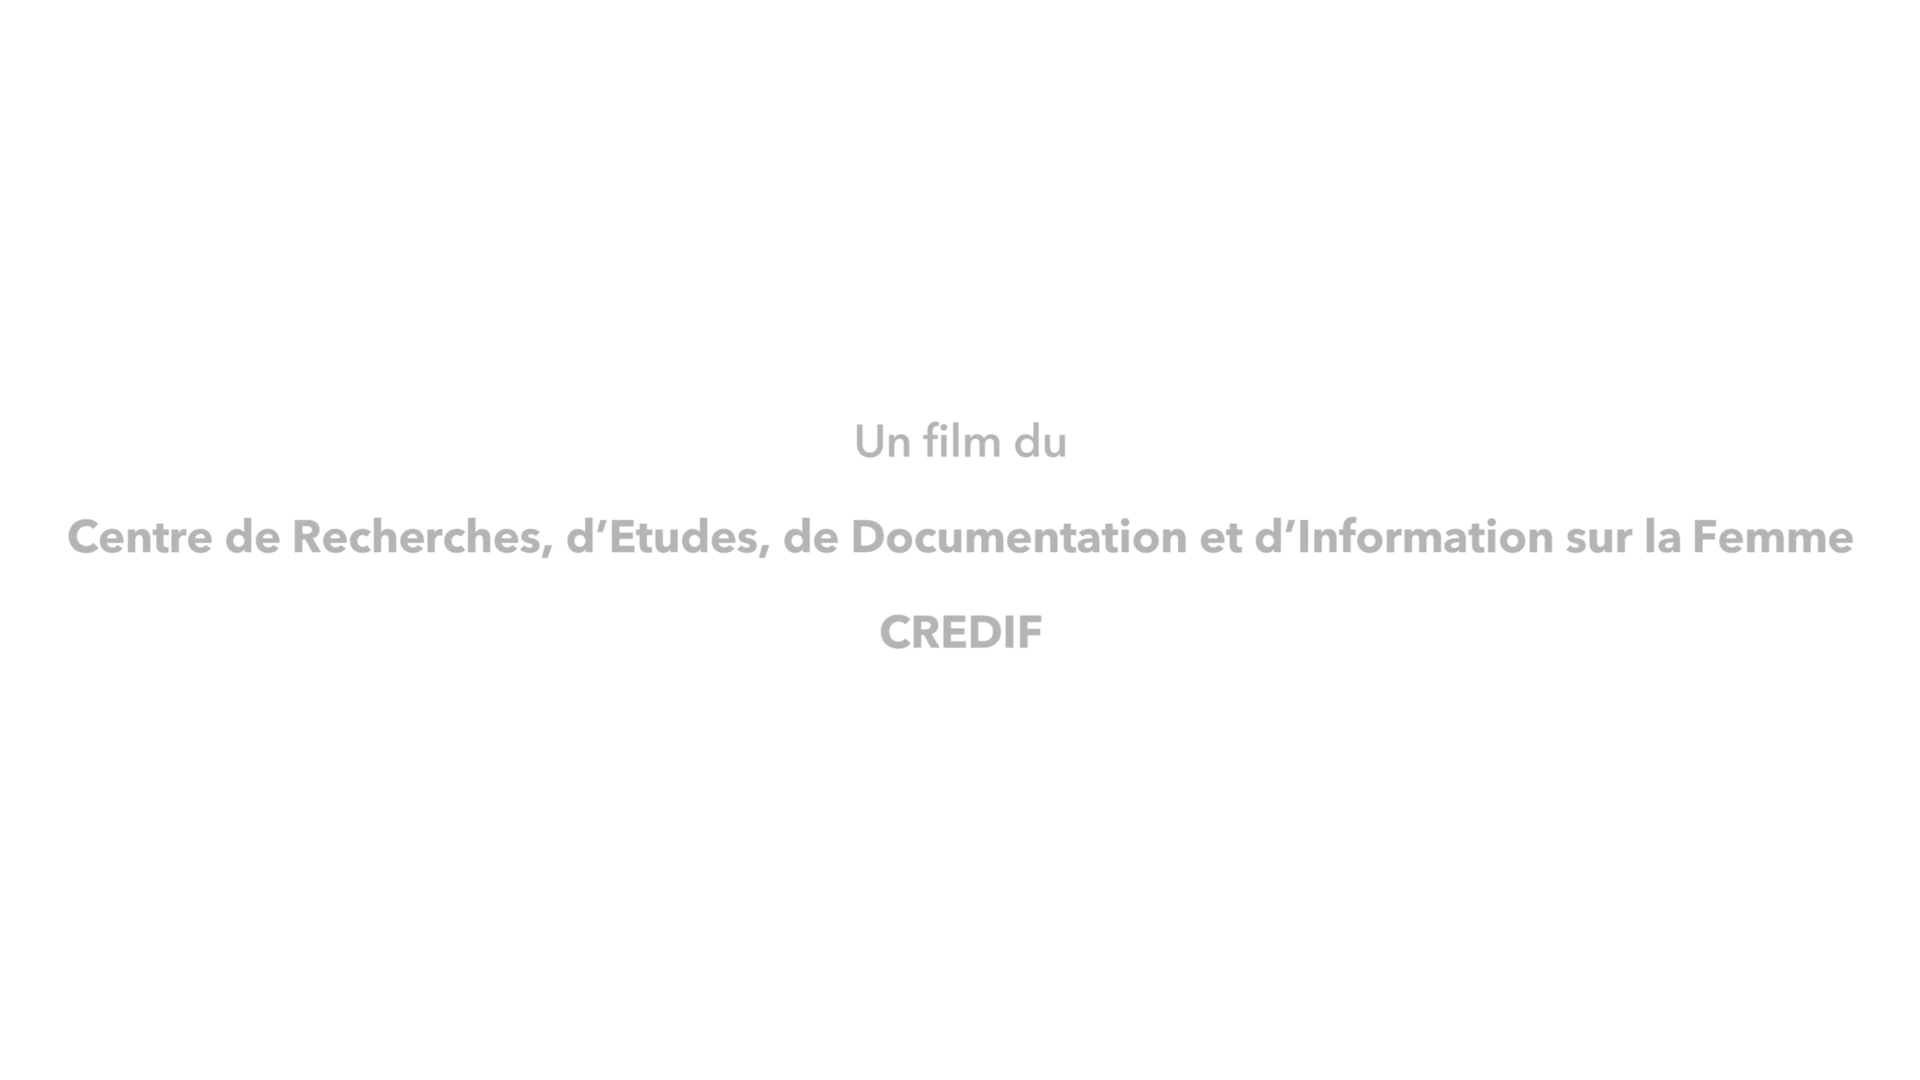 Un film du
Centre de Recherches, d’Etudes, de Documentation et d’Information sur la Femme
CREDIF